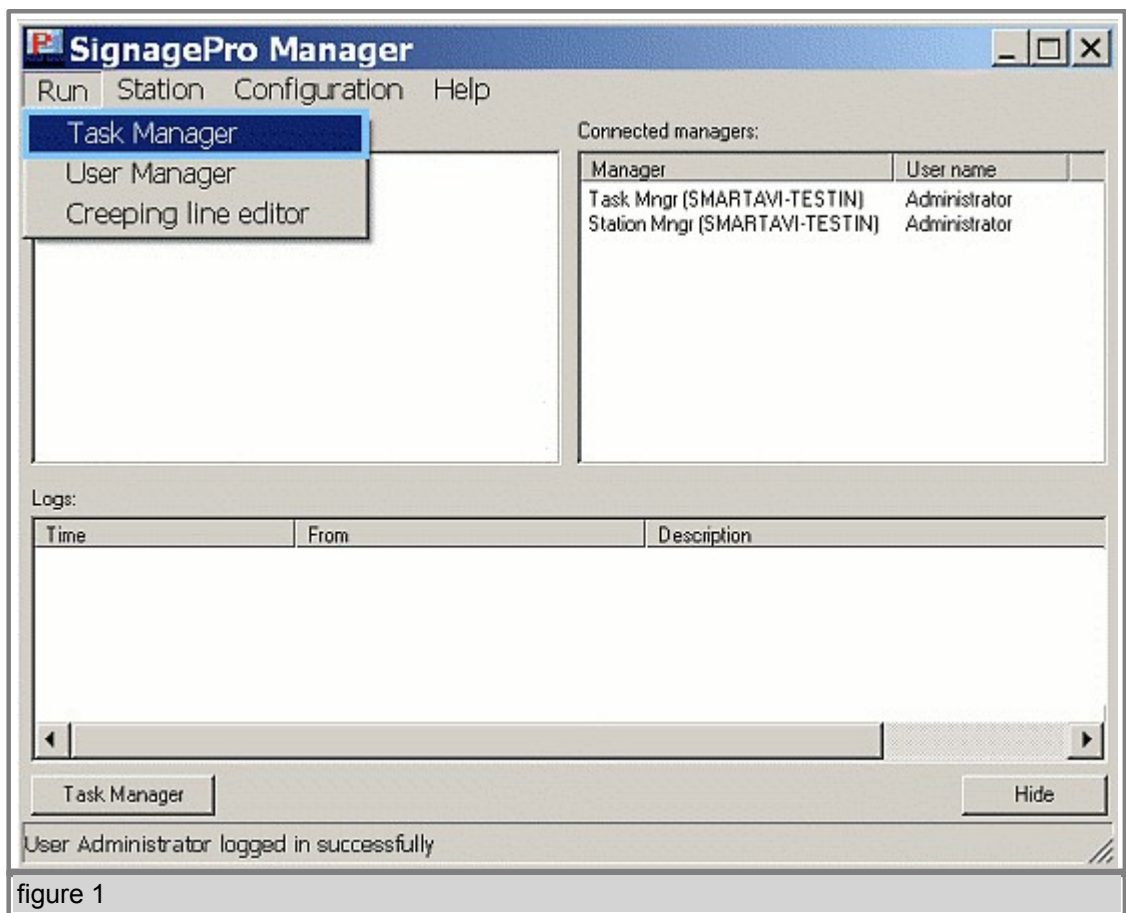 SignagePro Manager
Run Station Configuration Help
Task Manager
User Manager
Creeping line editor
Connected managers:
Manager User name
Task Mngr (SMARTAVI-TESTIN) Administrator
Station Mngr (SMARTAVI-TESTIN) Administrator
Logs:
Time From Description
Task Manager Hide
User Administrator logged in successfully
figure 1